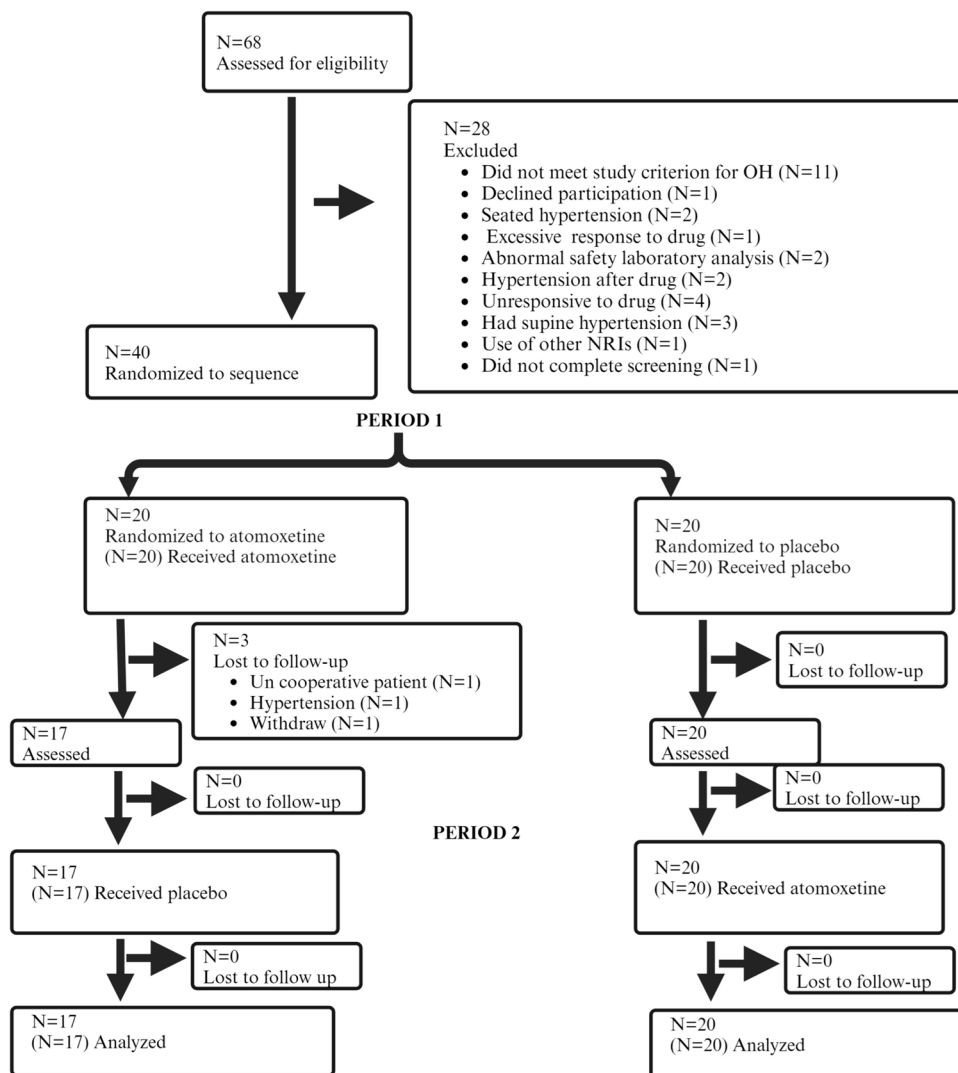 N=68
Assessed for eligibility
N=28
Excluded
• Did not meet study criterion for OH (N=11)
• Declined participation (N=1)
• Seated hypertension (N=2)
• Excessive response to drug (N=1)
• Abnormal safety laboratory analysis (N=2)
• Hypertension after drug (N=2)
• Unresponsive to drug (N=4)
• Had supine hypertension (N=3)
• Use of other NRIs (N=1)
• Did not complete screening (N=1)
N=40
Randomized to sequence
PERIOD 1
N=20
Randomized to atomoxetine
(N=20) Received atomoxetine
N=20
Randomized to placebo
(N=20) Received placebo
N=3
Lost to follow-up
• Un cooperative patient (N=1)
• Hypertension (N=1)
• Withdraw (N=1)
N=0
Lost to follow-up
N=17
Assessed
N=20
Assessed
N=0
Lost to follow-up
N=0
Lost to follow-up
PERIOD 2
N=17
(N=17) Received placebo
N=20
(N=20) Received atomoxetine
N=0
Lost to follow up
N=0
Lost to follow-up
N=17
(N=17) Analyzed
N=20
(N=20) Analyzed